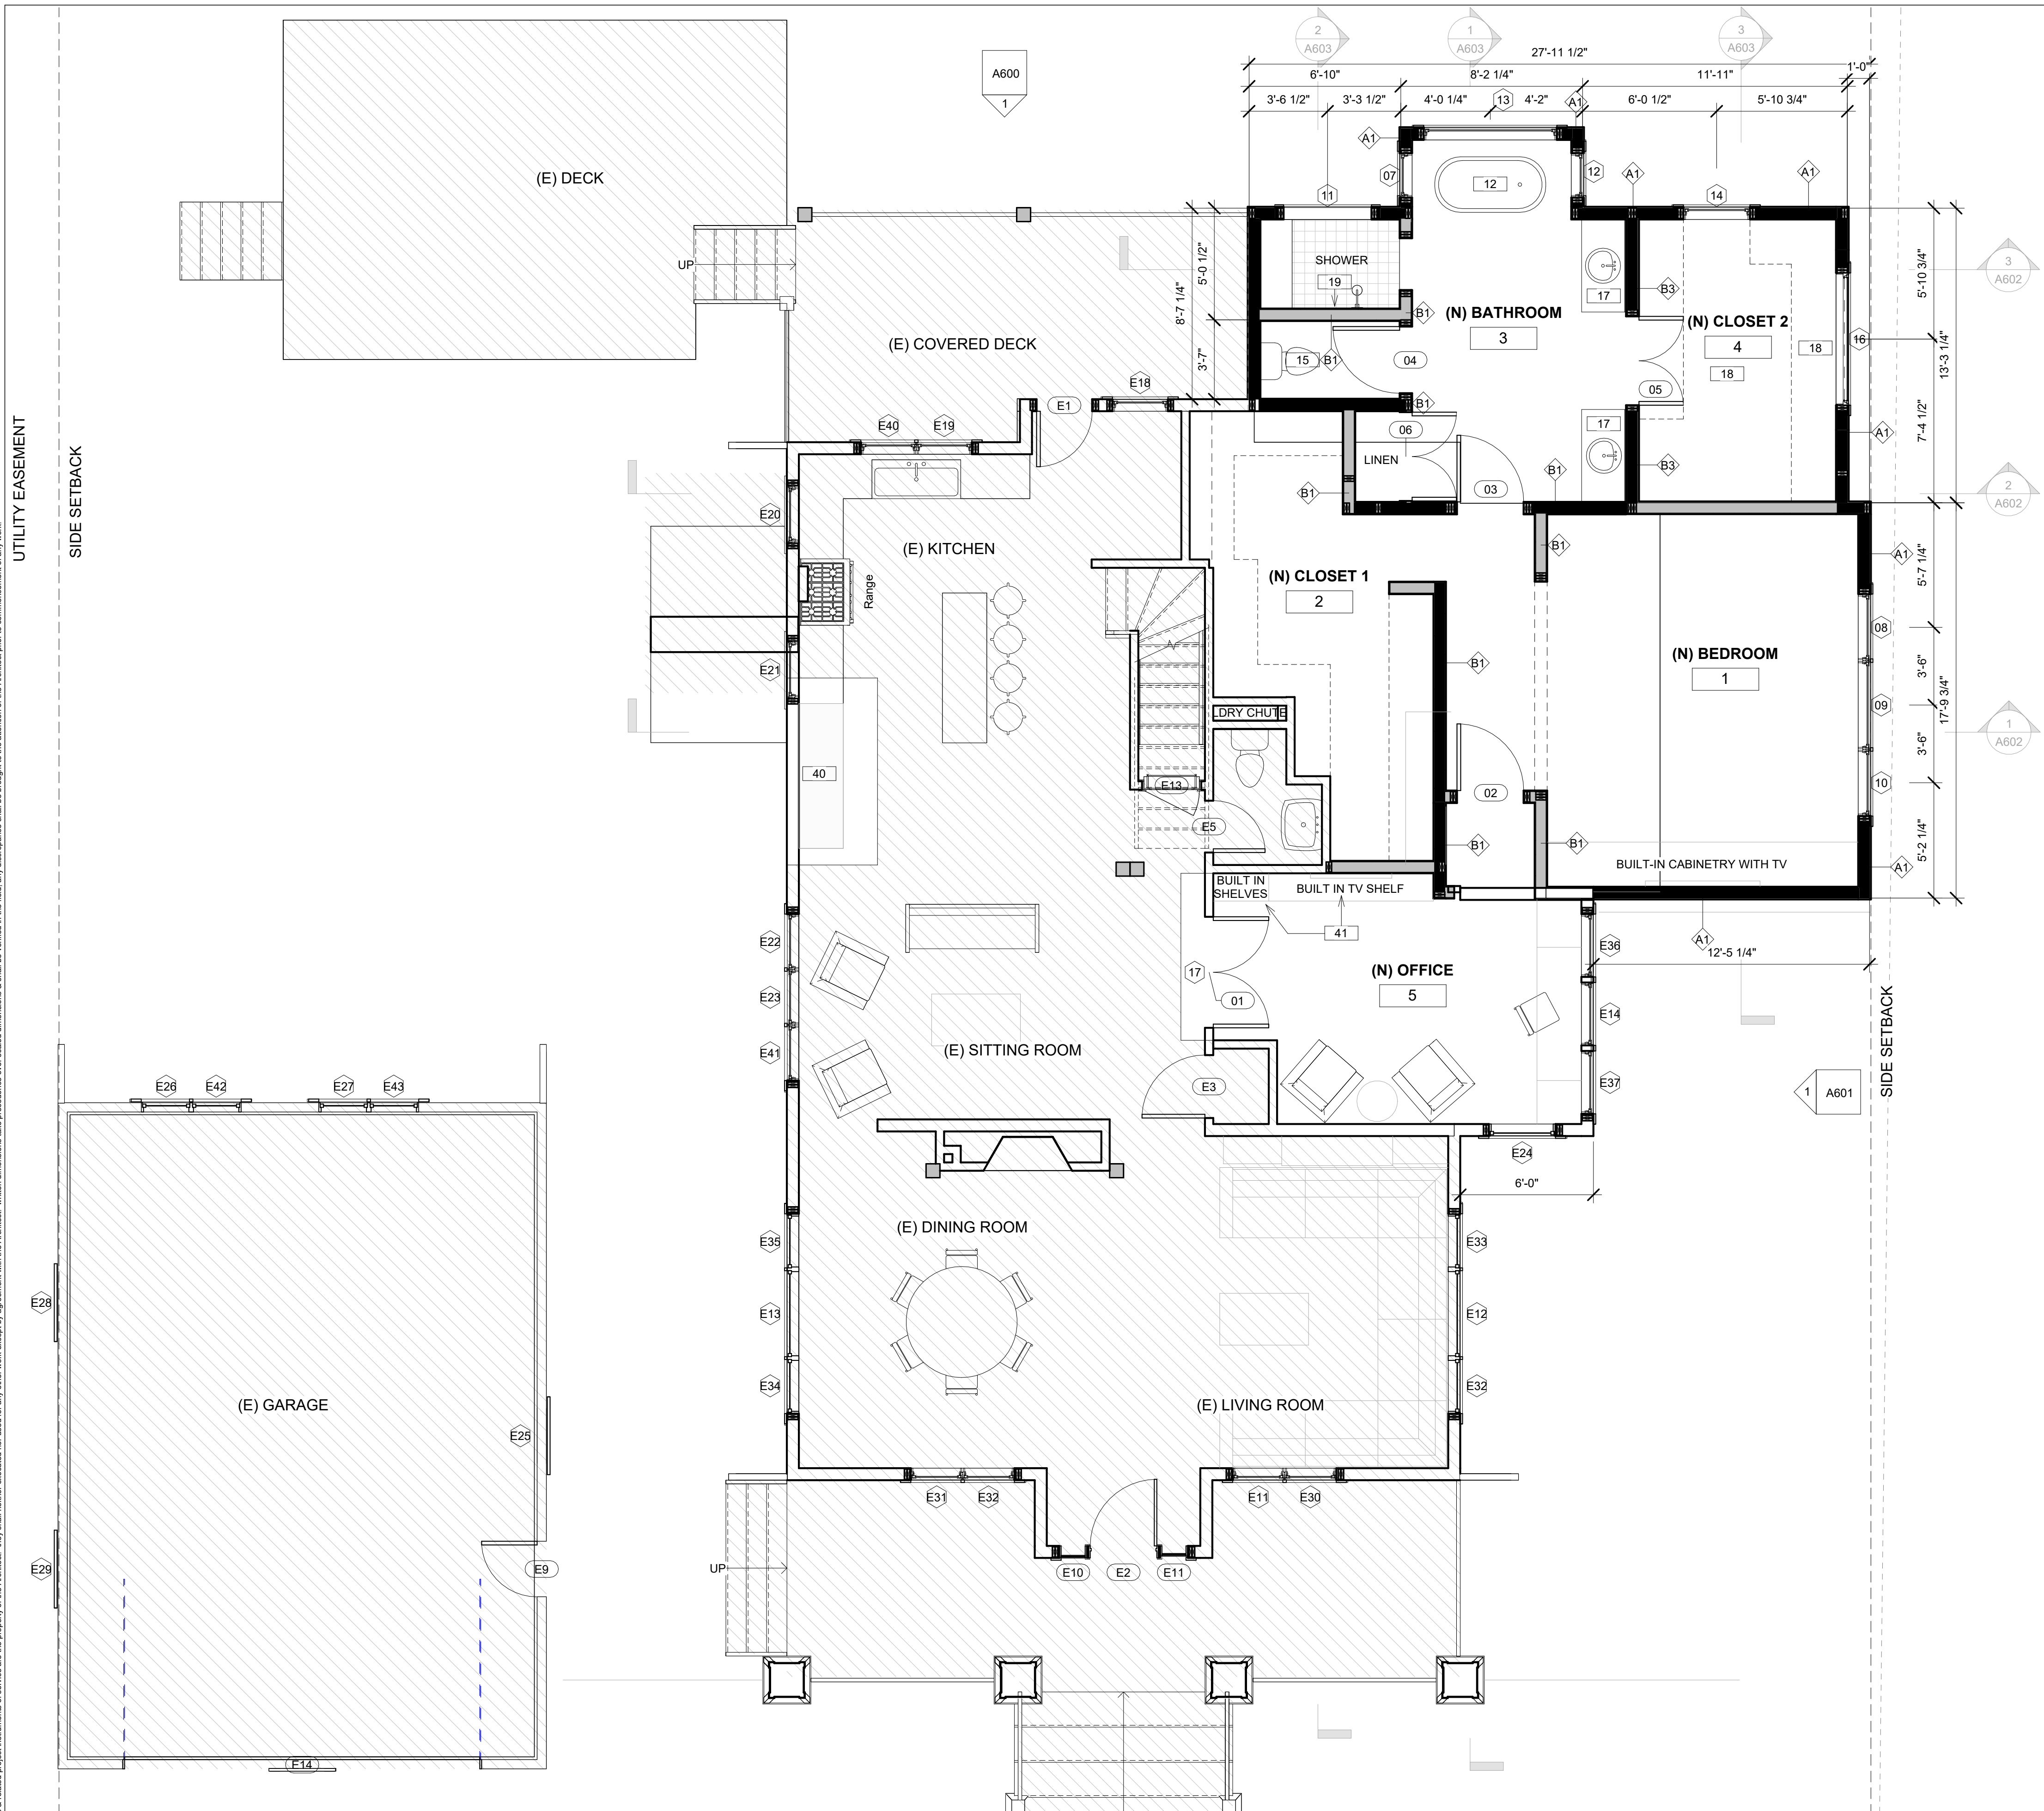 2
A603
1
A603
3
A603
27'-11 1/2"
1'-0"
6'-10"
8'-2 1/4"
11'-11"
3'-6 1/2"
3'-3 1/2"
4'-0 1/4"
13
4'-2"
A1
6'-0 1/2"
5'-10 3/4"
A600
1
A1
07
12
12
A1
A1
(E) DECK
11
14
UP
SHOWER
19
17
B3
5'-0 1/2"
8'-7 1/4"
3'-7"
B1
(N) BATHROOM
3
(N) CLOSET 2
4
18
18
16
5'-10 3/4"
13'-3 1/4"
7'-4 1/2"
3
A602
(E) COVERED DECK
15
B1
04
05
E18
E1
B1
06
17
A1
E40
E19
LINEN
B1
B3
03
B1
2
A602
UTILITY EASEMENT
SIDE SETBACK
E20
(E) KITCHEN
Range
B1
A1
5'-7 1/4"
(N) CLOSET 1
2
08
E21
B1
(N) BEDROOM
1
3'-6"
09
17'-9 3/4"
LDRY CHUTE
1
A602
3'-6"
40
E13
02
10
E5
B1
B1
5'-2 1/4"
BUILT-IN CABINETRY WITH TV
A1
BUILT IN
SHELVES
BUILT IN TV SHELF
41
E22
A1
E36
12'-5 1/4"
17
(N) OFFICE
5
E23
01
E14
(E) SITTING ROOM
E41
SIDE SETBACK
E26
E42
E27
E43
E3
E37
1
A601
E24
6'-0"
(E) DINING ROOM
E35
E33
E28
E13
E12
E34
E32
(E) GARAGE
(E) LIVING ROOM
E25
E31
E32
E11
E30
E29
E9
UP
E10
E2
E11
E14